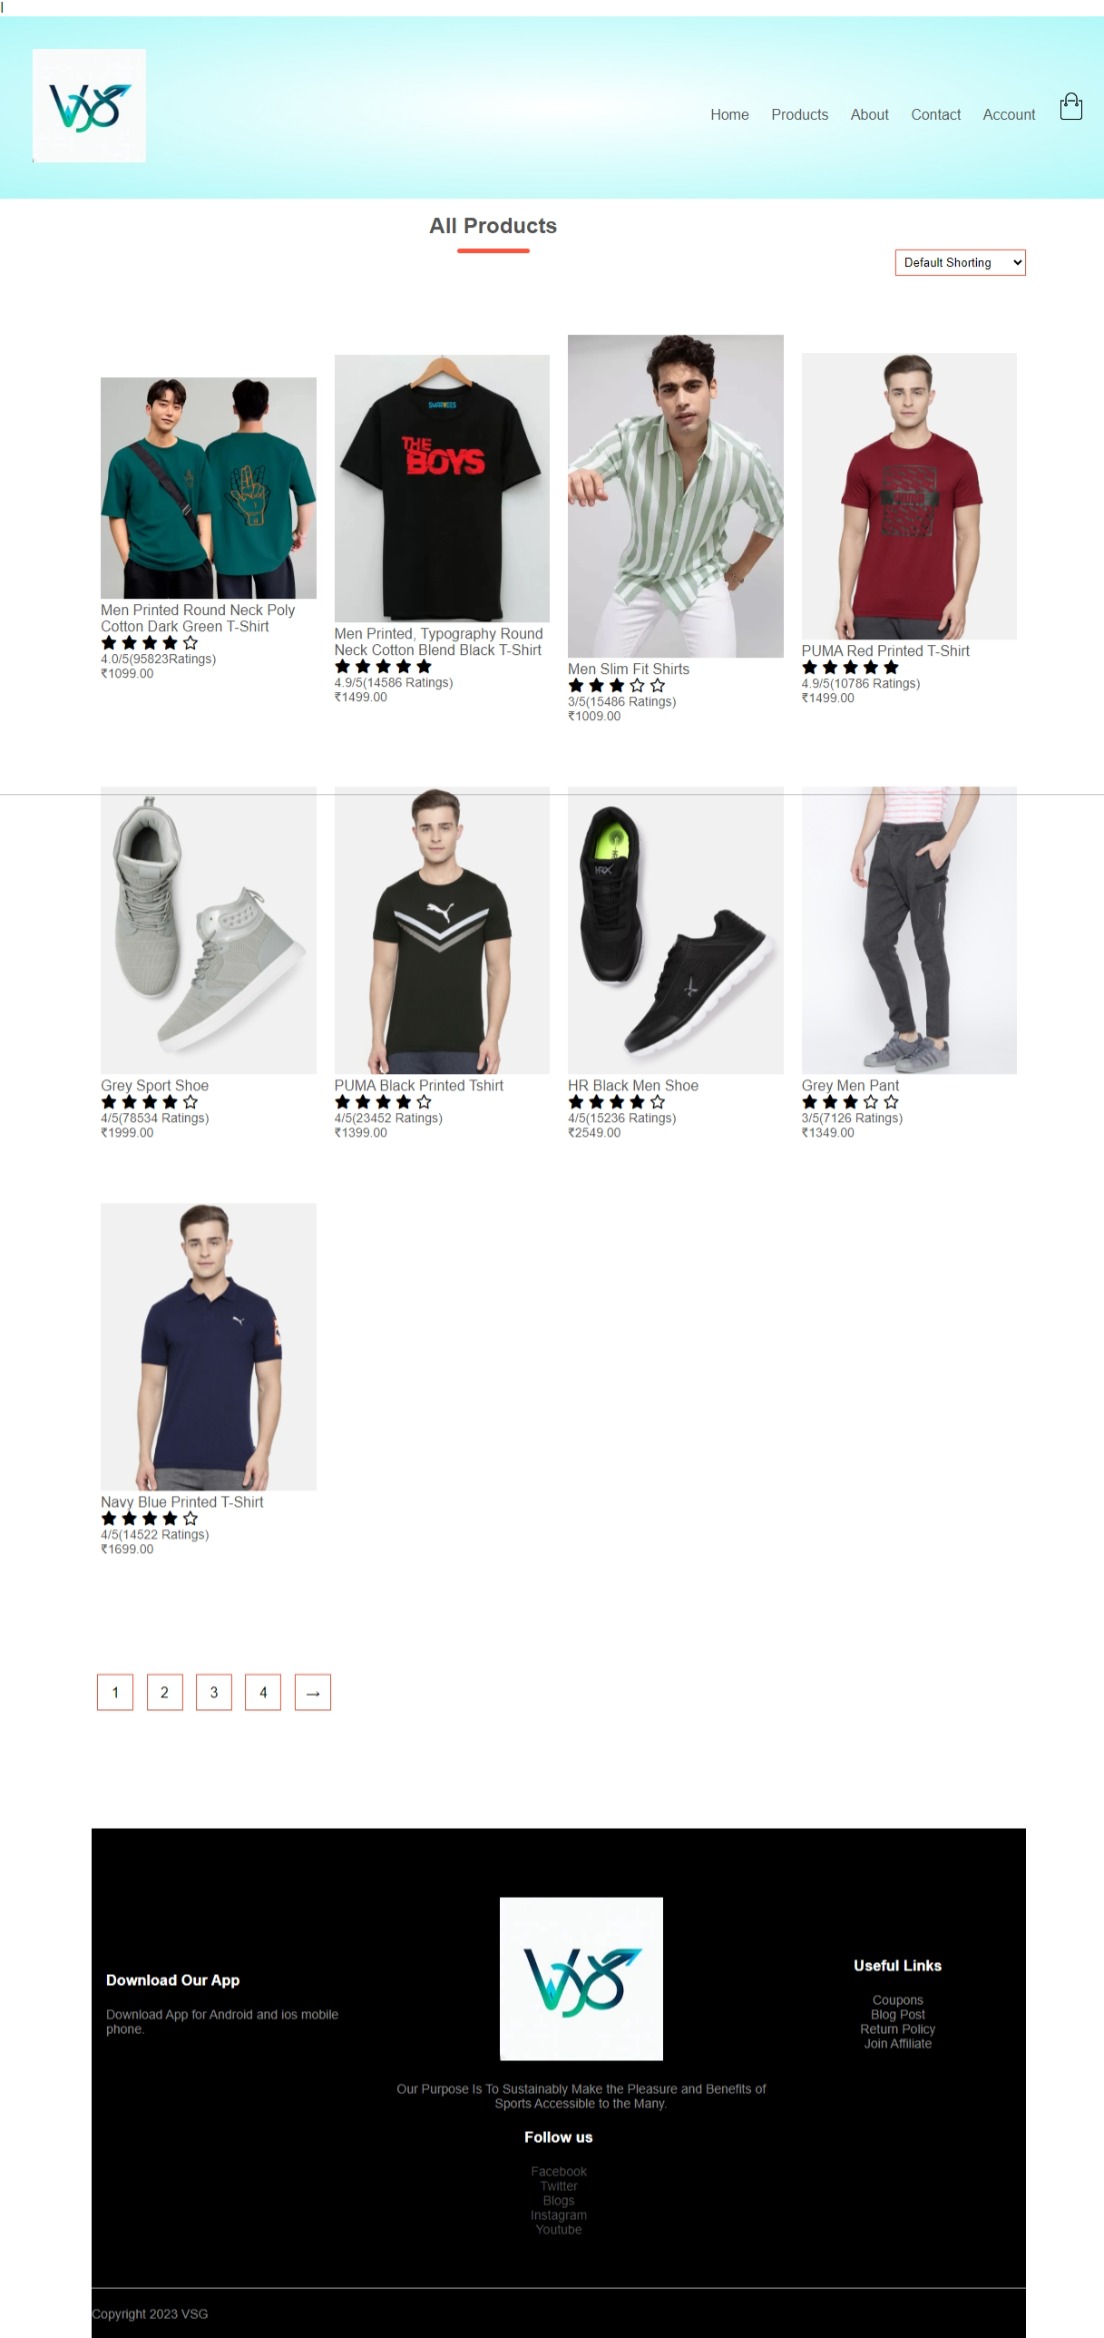 Home Products About Contact Account
All Products
Default Shorting
SWAGVEES
THE
BOYS
Men Printed Round Neck Poly
Cotton Dark Green T-Shirt
4.0/5(95823Ratings)
₹1099.00
Men Printed, Typography Round
Neck Cotton Blend Black T-Shirt
4.9/5(14586 Ratings)
₹1499.00
Men Slim Fit Shirts
3/5(15486 Ratings)
₹1009.00
PUMA Red Printed T-Shirt
4.9/5(10786 Ratings)
₹1499.00
HRX
Grey Sport Shoe
4/5(78534 Ratings)
₹1999.00
PUMA Black Printed Tshirt
4/5(23452 Ratings)
₹1399.00
HR Black Men Shoe
4/5(15236 Ratings)
₹2549.00
Grey Men Pant
3/5(7126 Ratings)
₹1349.00
Navy Blue Printed T-Shirt
4/5(14522 Ratings)
₹1699.00
1 2 3 4 →
Download Our App
Download App for Android and ios mobile
phone.
Our Purpose Is To Sustainably Make the Pleasure and Benefits of
Sports Accessible to the Many.
Follow us
Facebook
Twitter
Blogs
Instagram
Youtube
Useful Links
Coupons
Blog Post
Return Policy
Join Affiliate
Copyright 2023 VSG